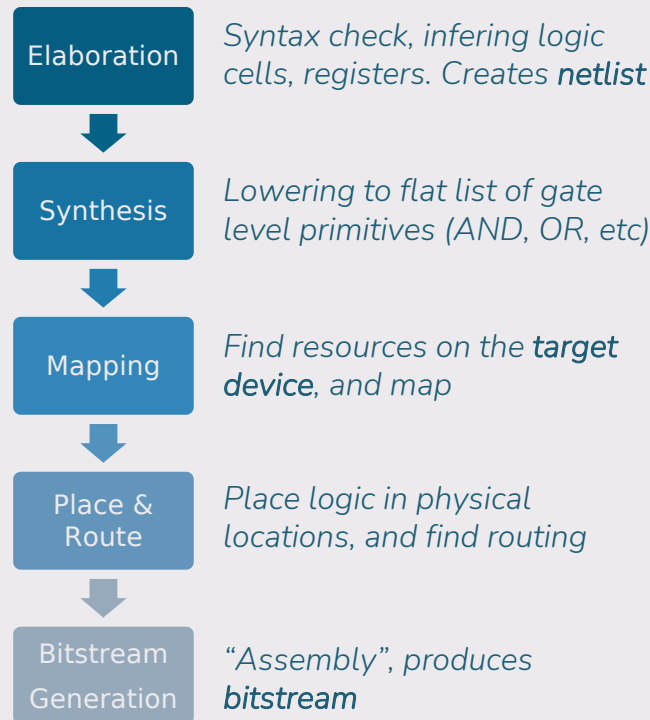 Elaboration
Syntax check, infering logic
cells, registers. Creates netlist
Synthesis
Lowering to flat list of gate
level primitives (AND, OR, etc)
Mapping
Find resources on the target
device, and map
Place &
Route
Place logic in physical
locations, and find routing
Bitstream
Generation
“Assembly”, produces
bitstream